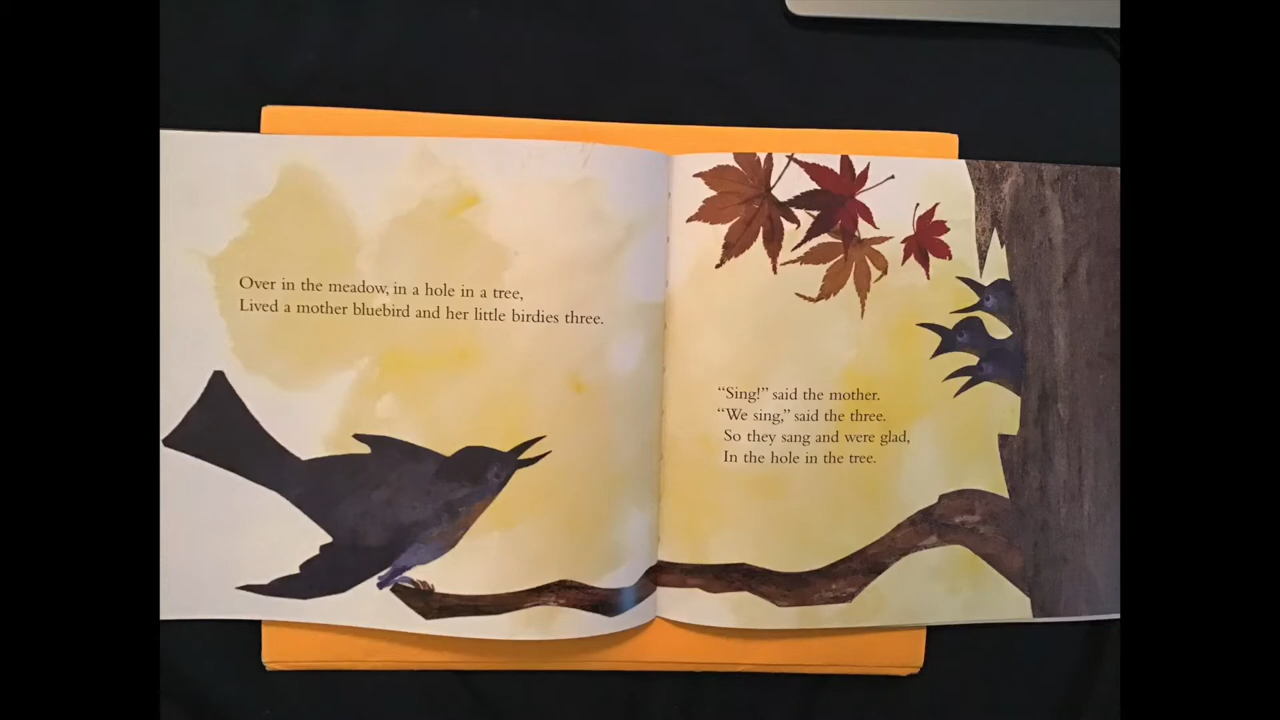 Over in the meadow, in a hole in a tree,
Lived a mother bluebird and her little birdies three.
“Sing!” said the mother.
“We sing,” said the three.
So they sang and were glad,
In the hole in the tree.